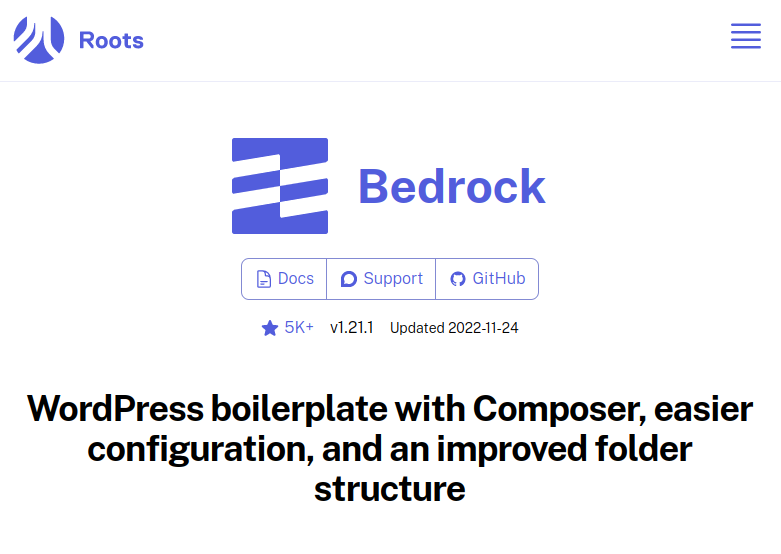 Roots
Bedrock
Docs Support GitHub
5K+ v1.21.1 Updated 2022-11-24
WordPress boilerplate with Composer, easier
configuration, and an improved folder
structure